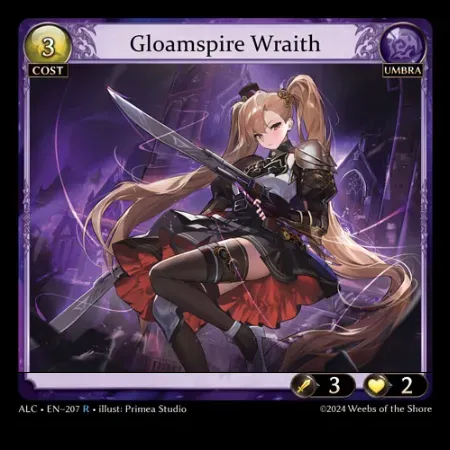 3 Gloamspire Wraith
COST UMBRA
3 2
ALC • EN–207 R • illust: Primea Studio ©2024 Weebs of the Shore